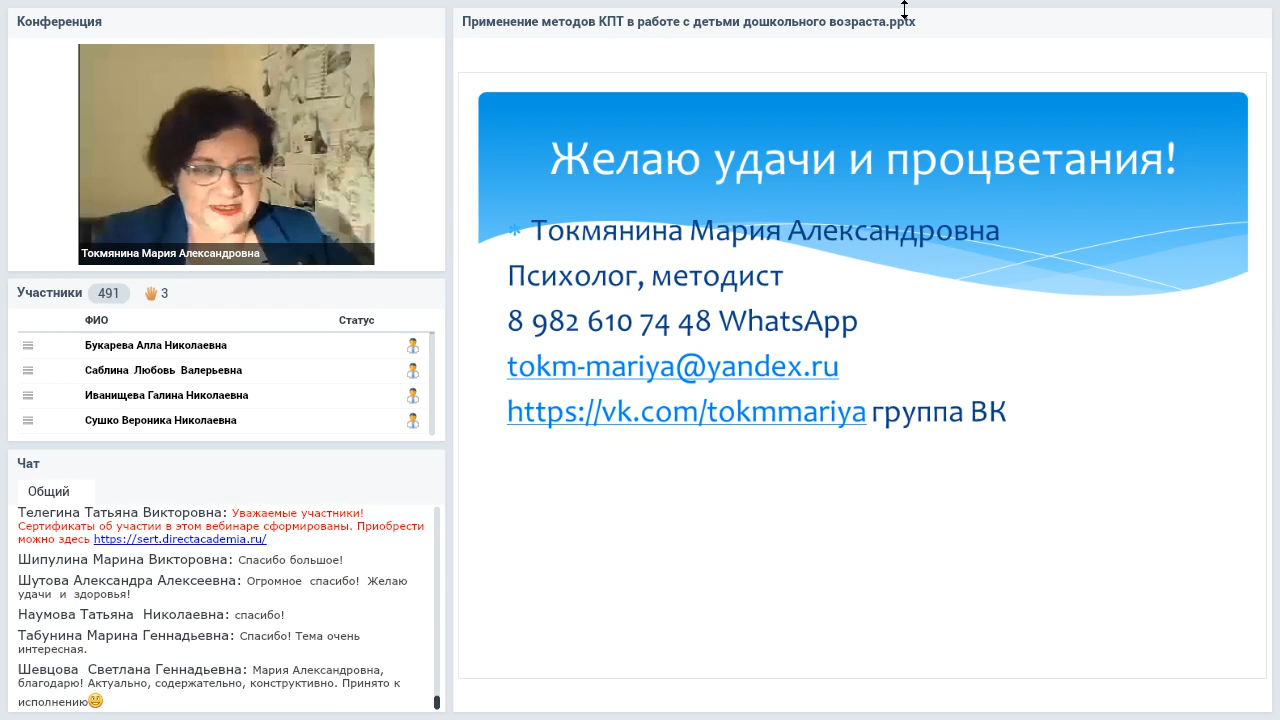 Конференция
Токмянина Мария Александровна
Участники 491 3
ФИО Статус
Букарева Алла Николаевна
Саблина Любовь Валерьевна
Иванищева Галина Николаевна
Сушко Вероника Николаевна
Чат
Общий
Телегина Татьяна Викторовна: Уважаемые участники!
Сертификаты об участии в этом вебинаре сформированы. Приобрести
можно здесь https://sert.directacademia.ru/
Шипулина Марина Викторовна: Спасибо большое!
Шутова Александра Алексеевна: Огромное спасибо! Желаю
удачи и здоровья!
Наумова Татьяна Николаевна: спасибо!
Табунина Марина Геннадьевна: Спасибо! Тема очень
интересная.
Шевцова Светлана Геннадьевна: Мария Александровна,
благодарю! Актуально, содержательно, конструктивно. Принято к
исполнению
Применение методов КПТ в работе с детьми дошкольного возраста.pptx
Желаю удачи и процветания!
* Токмянина Мария Александровна
Психолог, методист
8 982 610 74 48 WhatsApp
tokm-mariya@yandex.ru
https://vk.com/tokmmariya группа ВК